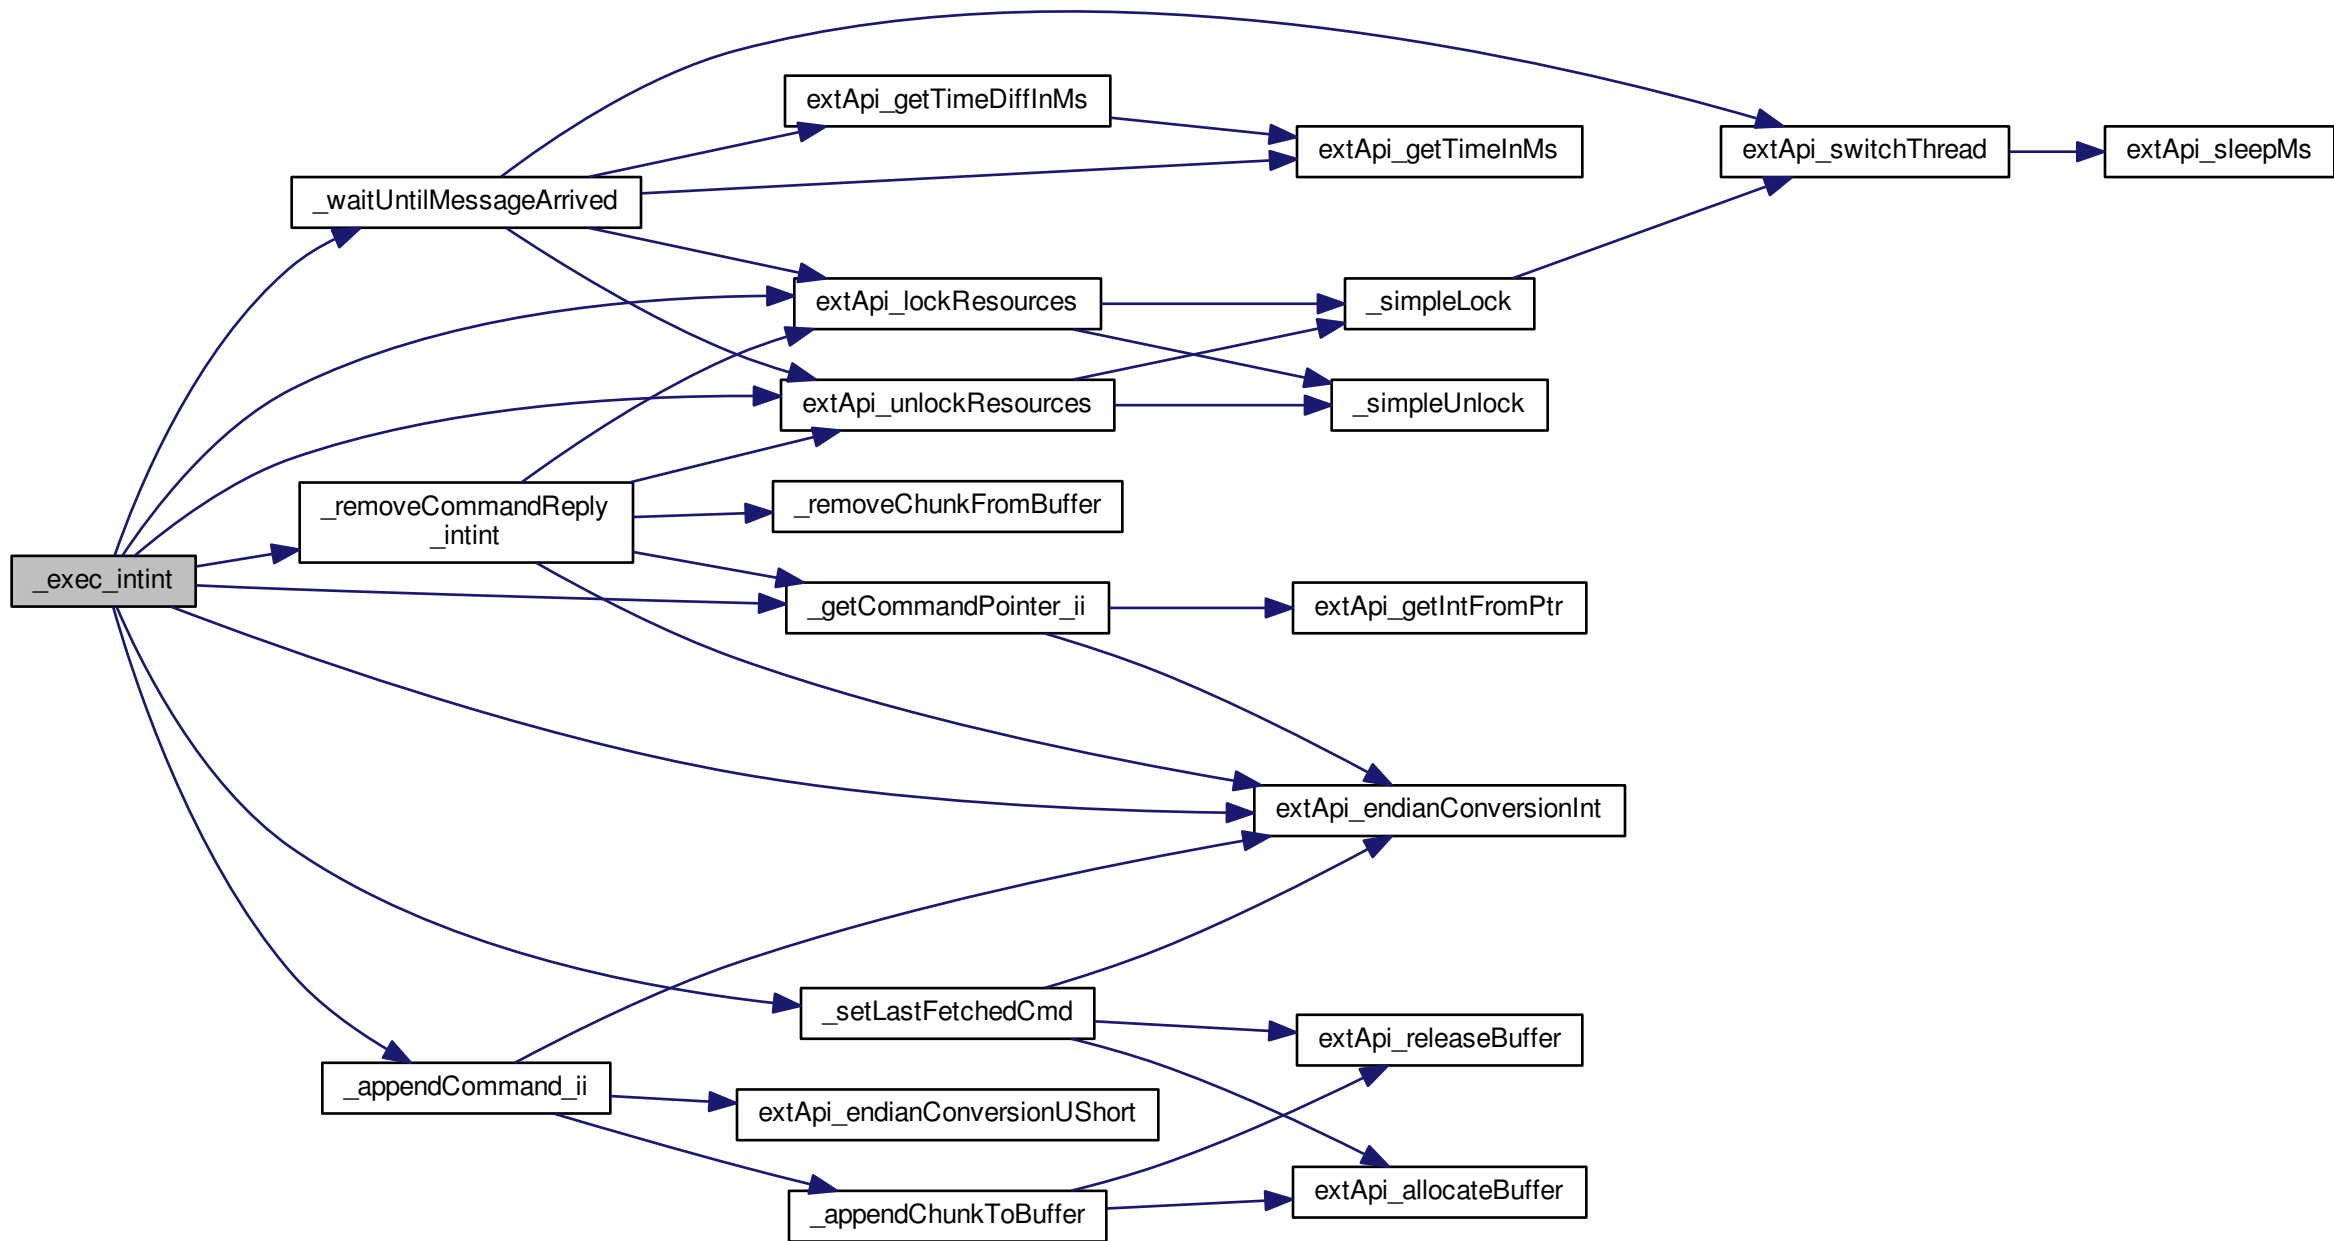 extApi_getTimeDiffInMs
extApi_getTimeInMs
extApi_switchThread
extApi_sleepMs
_waitUntilMessageArrived
extApi_lockResources
_simpleLock
extApi_unlockResources
_simpleUnlock
_removeCommandReply
_intint
_removeChunkFromBuffer
_exec_intint
_getCommandPointer_ii
extApi_getIntFromPtr
extApi_endianConversionInt
_setLastFetchedCmd
extApi_releaseBuffer
_appendCommand_ii
extApi_endianConversionUShort
_appendChunkToBuffer
extApi_allocateBuffer